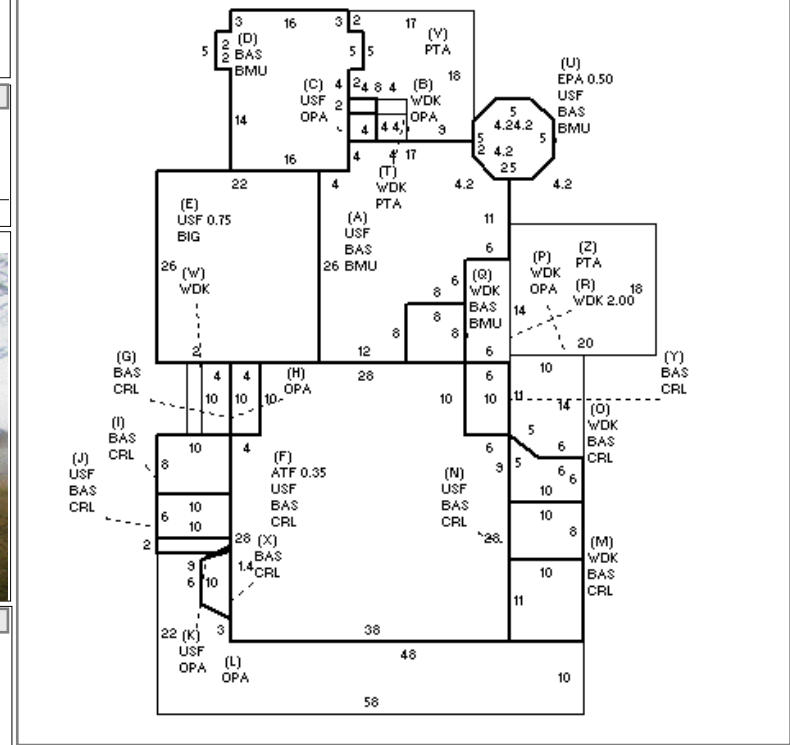 3 16 3 2 17
(D) BAS BMU
5 2 2
5 5
(V) PTA
18
(U) EPA 0.50 USF BAS BMU
(C) USF OPA
4 2 4 8 4
2
(B) WDK OPA
4 4 4 9
14
5
4.2 4.2
5 5
2 4.2
25
16
4 4 17
(T) WDK PTA
22
4
4.2 4.2
(E) USF 0.75 BIG
(A) USF BAS BMU
11
6
26
(W) WDK
26
6
(Q) WDK BAS BMU
(P) WDK OPA
(Z) PTA
(R) WDK 2.00
18
8
8
14
8 8
2 12 6 20
(G) BAS CRL
4 4
(H) OPA
28
6
10
(Y) BAS CRL
10 10 10
10 10
11
14
(I) BAS CRL
(O) WDK BAS CRL
5
10 4 6 6
8
(J) USF BAS CRL
(F) ATF 0.35 USF BAS CRL
9 5
6
6
(N) USF BAS CRL
10
10
6
10
10
8
2
28
(X) BAS CRL
28
(M) WDK BAS CRL
9
1.4
6 10
10
11
22
(K) USF OPA
3
38
(L) OPA
48
10
58